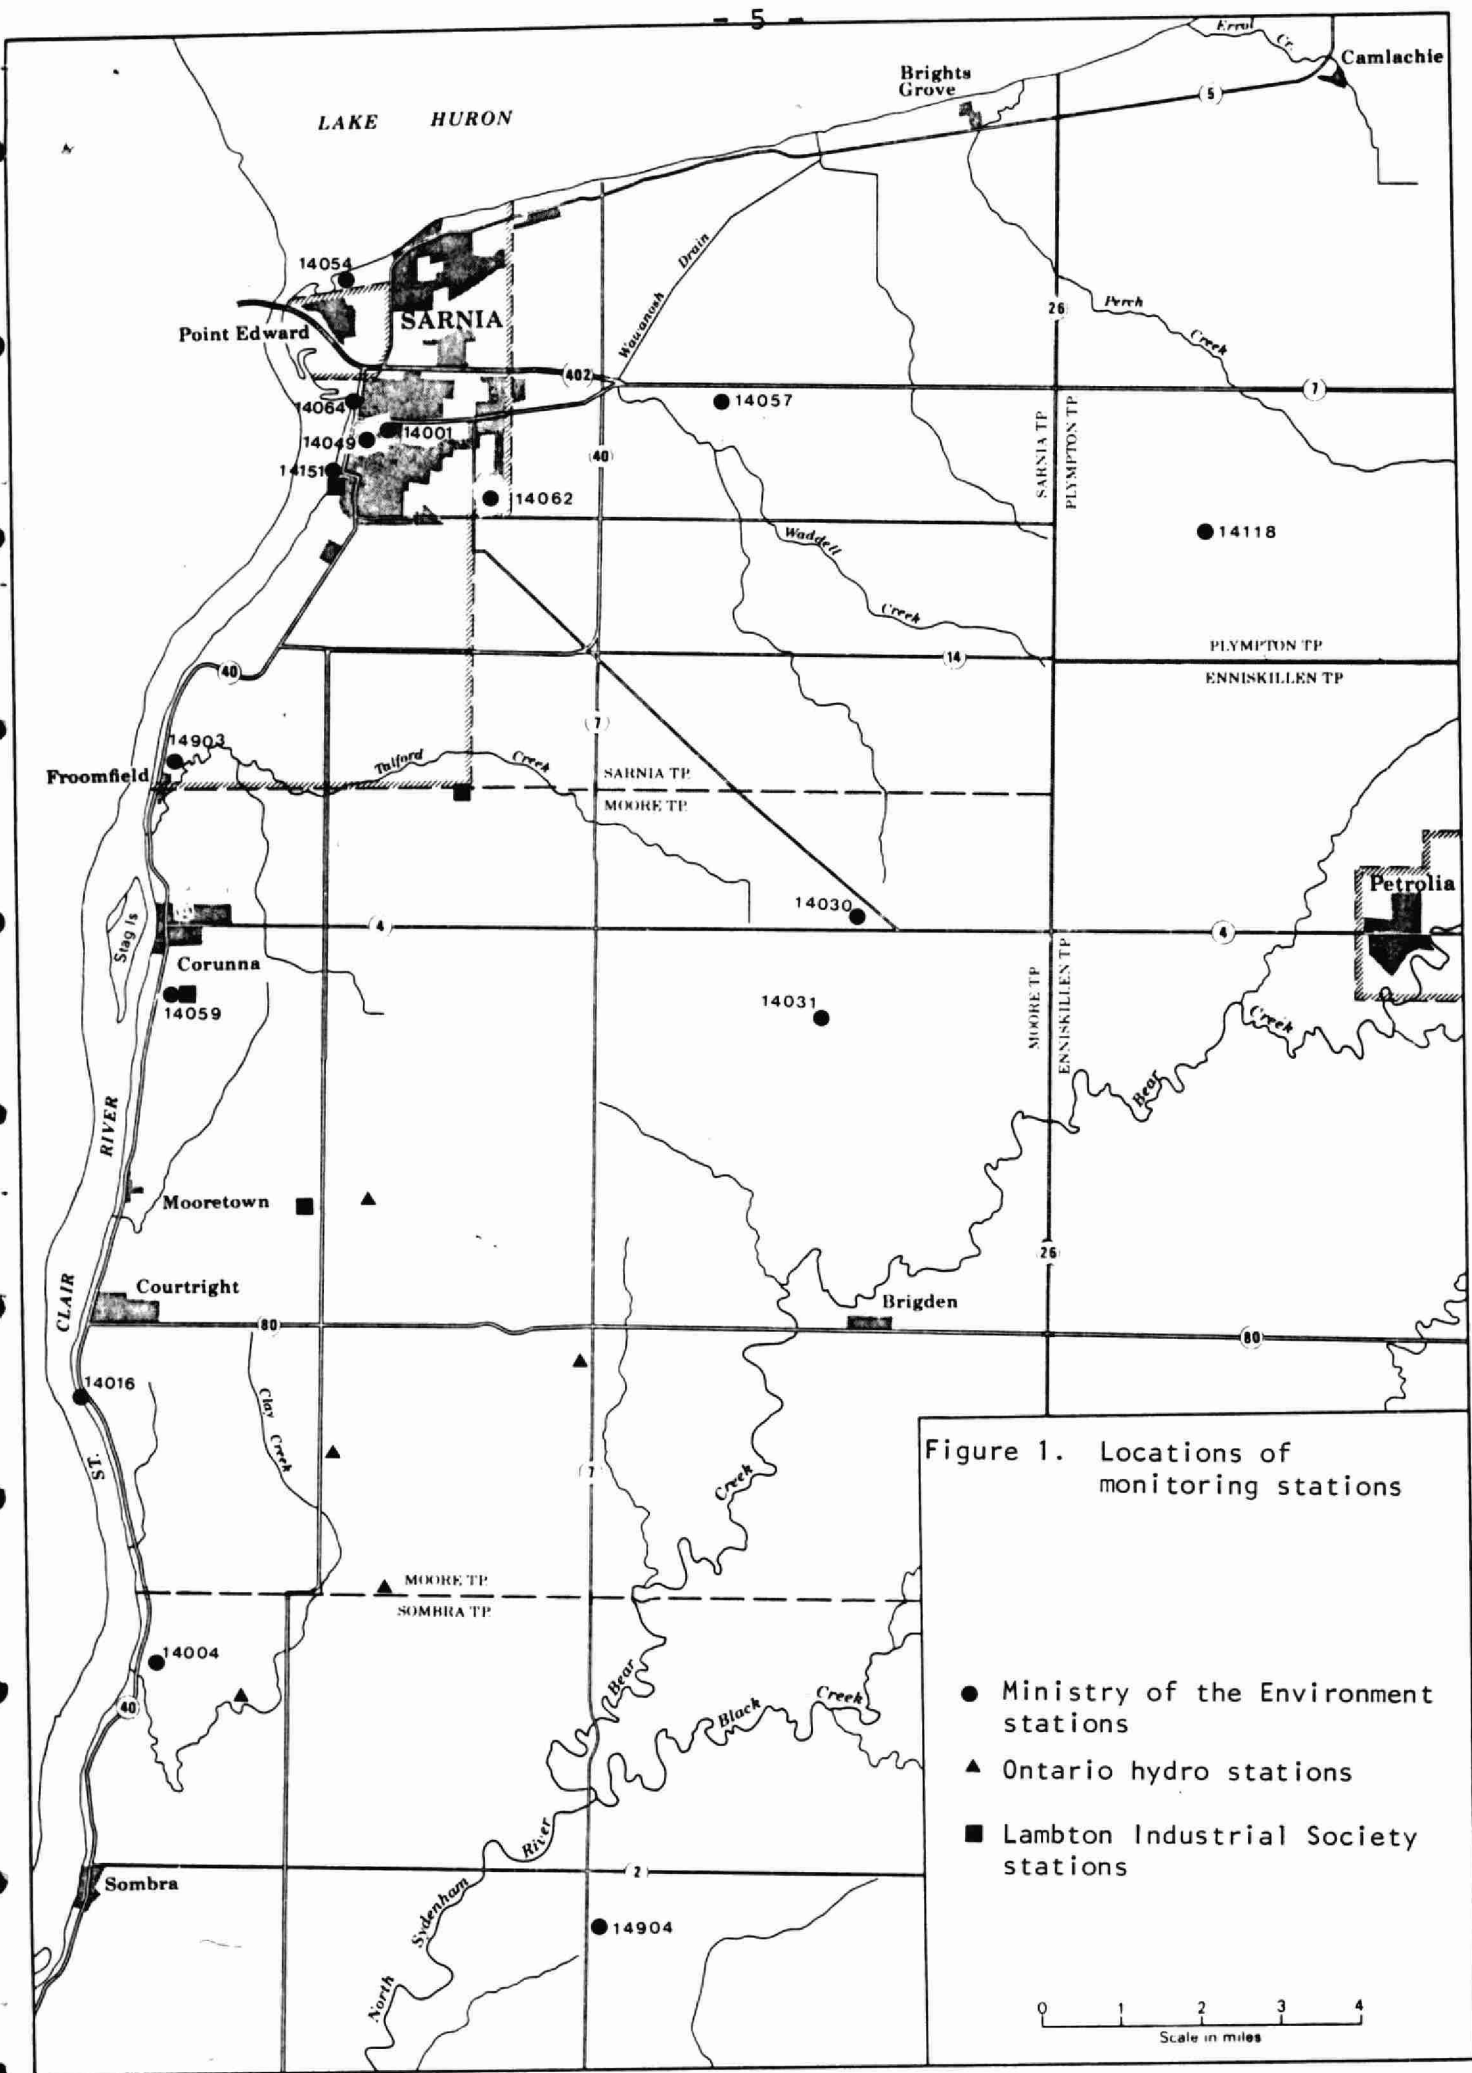 - 5 -
Errol Cr.
Camlachie
Brights
Grove
5
LAKE HURON
14054
Wawanosh Drain
26
Perch Creek
Point Edward
SARNIA
402
7
14064
14057
14001
14049
SARNIA TP.
PLYMPTON TP.
40
14151
14062
14118
Waddell Creek
PLYMPTON TP.
14
40
ENNISKILLEN TP.
7
14903
Talford Creek
Froomfield
SARNIA TP.
MOORE TP.
Petrolia
14030
4
4
Stag Is
Corunna
MOORE TP.
ENNISKILLEN TP.
14031
14059
Bear Creek
ST. CLAIR RIVER
Mooretown
26
Courtright
Brigden
80
80
14016
Clay Creek
7
Bear Creek
MOORE TP.
SOMBRA TP.
14004
40
Black Creek
North Sydenham River
2
Sombra
14904
Figure 1. Locations of
monitoring stations
● Ministry of the Environment
stations
▲ Ontario hydro stations
■ Lambton Industrial Society
stations
0 1 2 3 4
Scale in miles